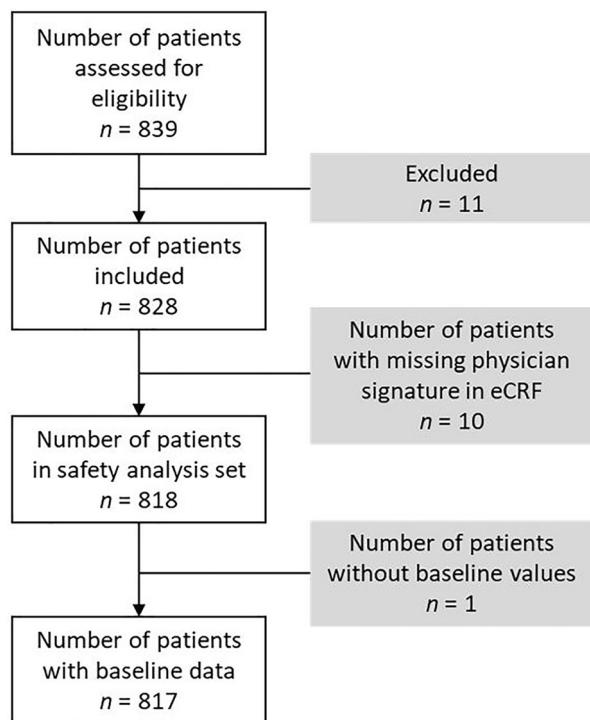 Number of patients
assessed for
eligibility
n = 839
Excluded
n = 11
Number of patients
included
n = 828
Number of patients
with missing physician
signature in eCRF
n = 10
Number of patients
in safety analysis set
n = 818
Number of patients
without baseline values
n = 1
Number of patients
with baseline data
n = 817